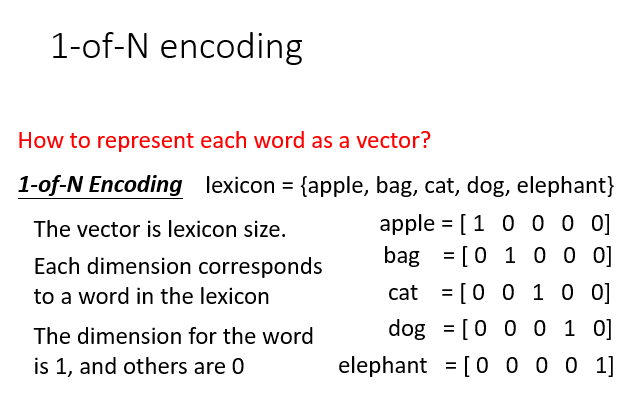 1-of-N encoding
How to represent each word as a vector?
1-of-N Encoding lexicon = {apple, bag, cat, dog, elephant}
The vector is lexicon size.
Each dimension corresponds
to a word in the lexicon
The dimension for the word
is 1, and others are 0
apple = [ 1 0 0 0 0]
bag = [ 0 1 0 0 0]
cat = [ 0 0 1 0 0]
dog = [ 0 0 0 1 0]
elephant = [ 0 0 0 0 1]